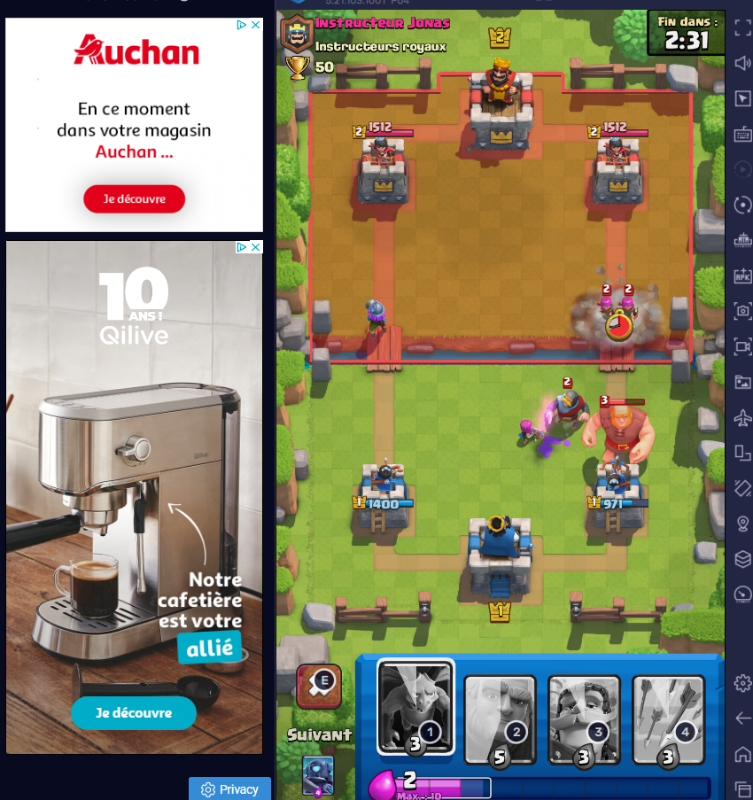 Auchan
En ce moment
dans votre magasin
Auchan ...
Je découvre
10
ANS !
Qilive
Notre
cafetière
est votre
allié
Je découvre
Privacy
Instructeur Jonas
Instructeurs royaux
50
2
Fin dans :
2:31
2 1512
2 1512
2 2
2
3
1 1400
1 971
1
E
Suivant
4
1
3
2
5
3
3
4
3
2
Max.: 10